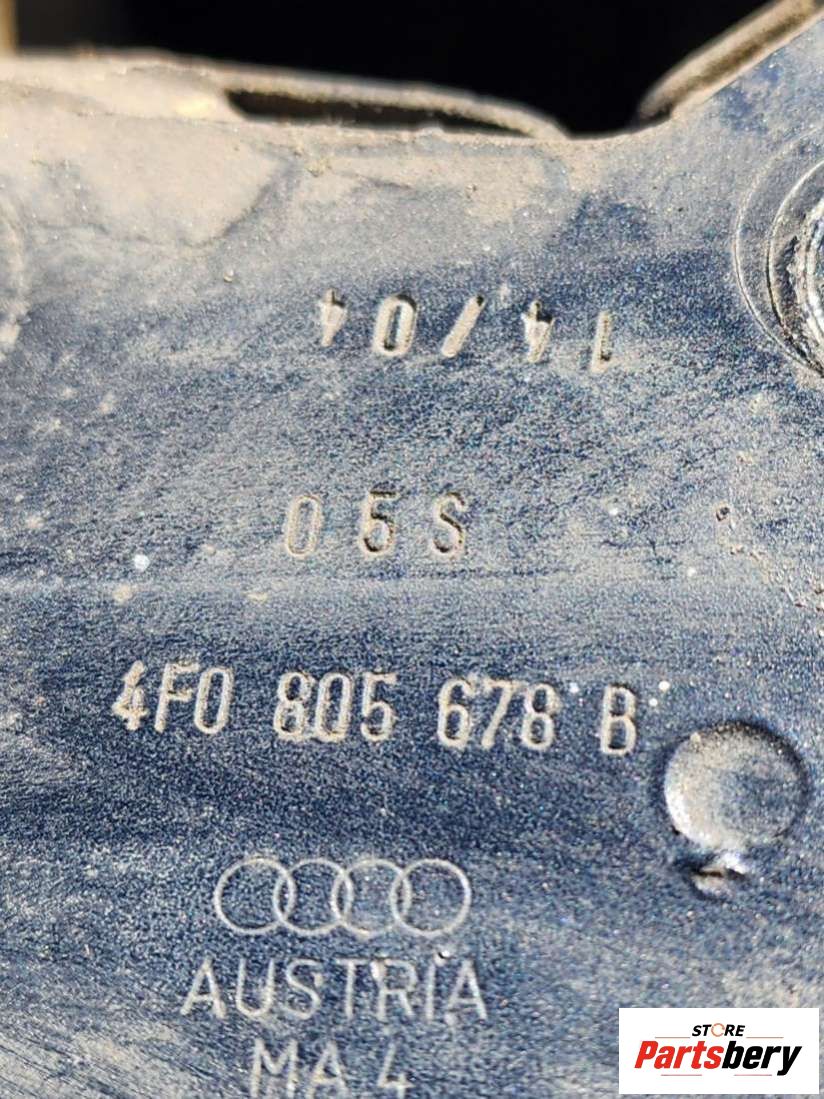 14/04
05S
4F0 805 678 B
AUSTRIA
MA 4
STORE
Partsbery